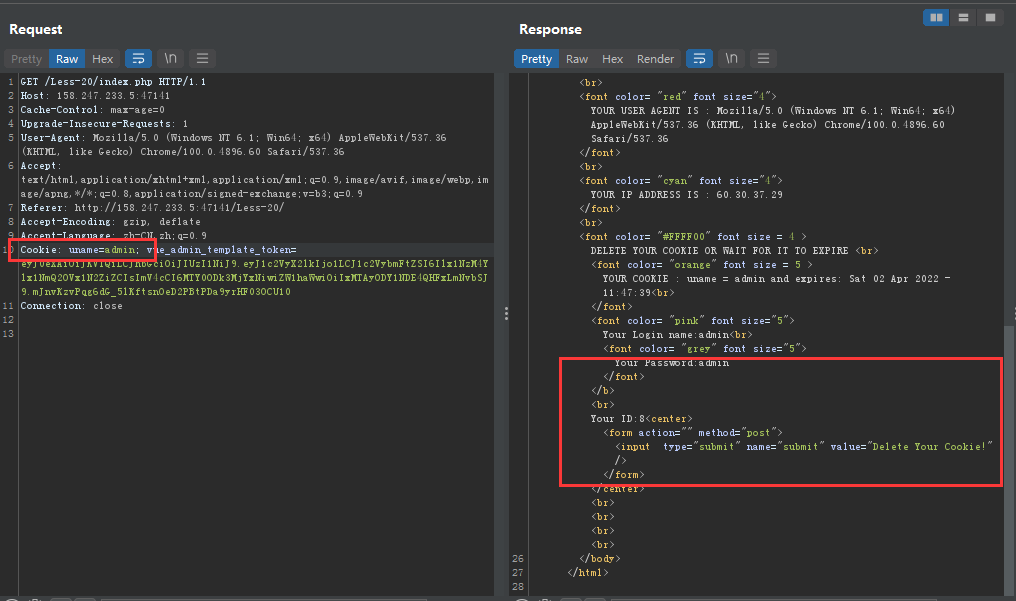 Request
Pretty Raw Hex \n
1 GET /Less-20/index.php HTTP/1.1
2 Host: 158.247.233.5:47141
3 Cache-Control: max-age=0
4 Upgrade-Insecure-Requests: 1
5 User-Agent: Mozilla/5.0 (Windows NT 6.1; Win64; x64) AppleWebKit/537.36
(KHTML, like Gecko) Chrome/100.0.4896.60 Safari/537.36
6 Accept:
text/html,application/xhtml+xml,application/xml;q=0.9,image/avif,image/webp,im
age/apng,*/*;q=0.8,application/signed-exchange;v=b3;q=0.9
7 Referer: http://158.247.233.5:47141/Less-20/
8 Accept-Encoding: gzip, deflate
9 Accept-Language: zh-CN,zh;q=0.9
10 Cookie: uname=admin; vue_admin_template_token=
11 Connection: close
12
13
Response
Pretty Raw Hex Render \n
<br>
<font color= "red" font size="4">
YOUR USER AGENT IS : Mozilla/5.0 (Windows NT 6.1; Win64; x64)
AppleWebKit/537.36 (KHTML, like Gecko) Chrome/100.0.4896.60
Safari/537.36
</font>
<br>
<font color= "cyan" font size="4">
YOUR IP ADDRESS IS : 60.30.37.29
</font>
<br>
<font color= "#FFFF00" font size = 4 >
DELETE YOUR COOKIE OR WAIT FOR IT TO EXPIRE <br>
<font color= "orange" font size = 5 >
YOUR COOKIE : uname = admin and expires: Sat 02 Apr 2022 -
11:47:39<br>
</font>
<font color= "pink" font size="5">
Your Login name:admin<br>
<font color= "grey" font size="5">
Your Password:admin
</font>
</b>
<br>
Your ID:8<center>
<form action="" method="post">
<input  type="submit" name="submit" value="Delete Your Cookie!"
/>
</form>
</center>
<br>
<br>
<br>
<br>
26 </body>
27 </html>
28